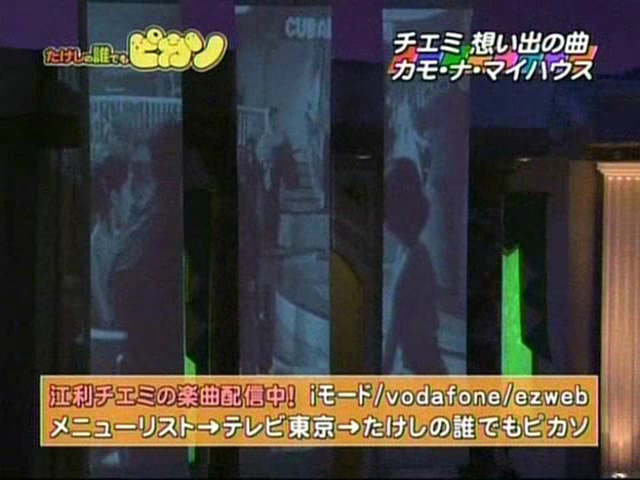 たけしの誰でもピカソ
CUBA
チエミ 想い出の曲
カモ・ナ・マイハウス
江利チエミの楽曲配信中! iモード/vodafone/ezweb
メニューリスト→テレビ東京→たけしの誰でもピカソ